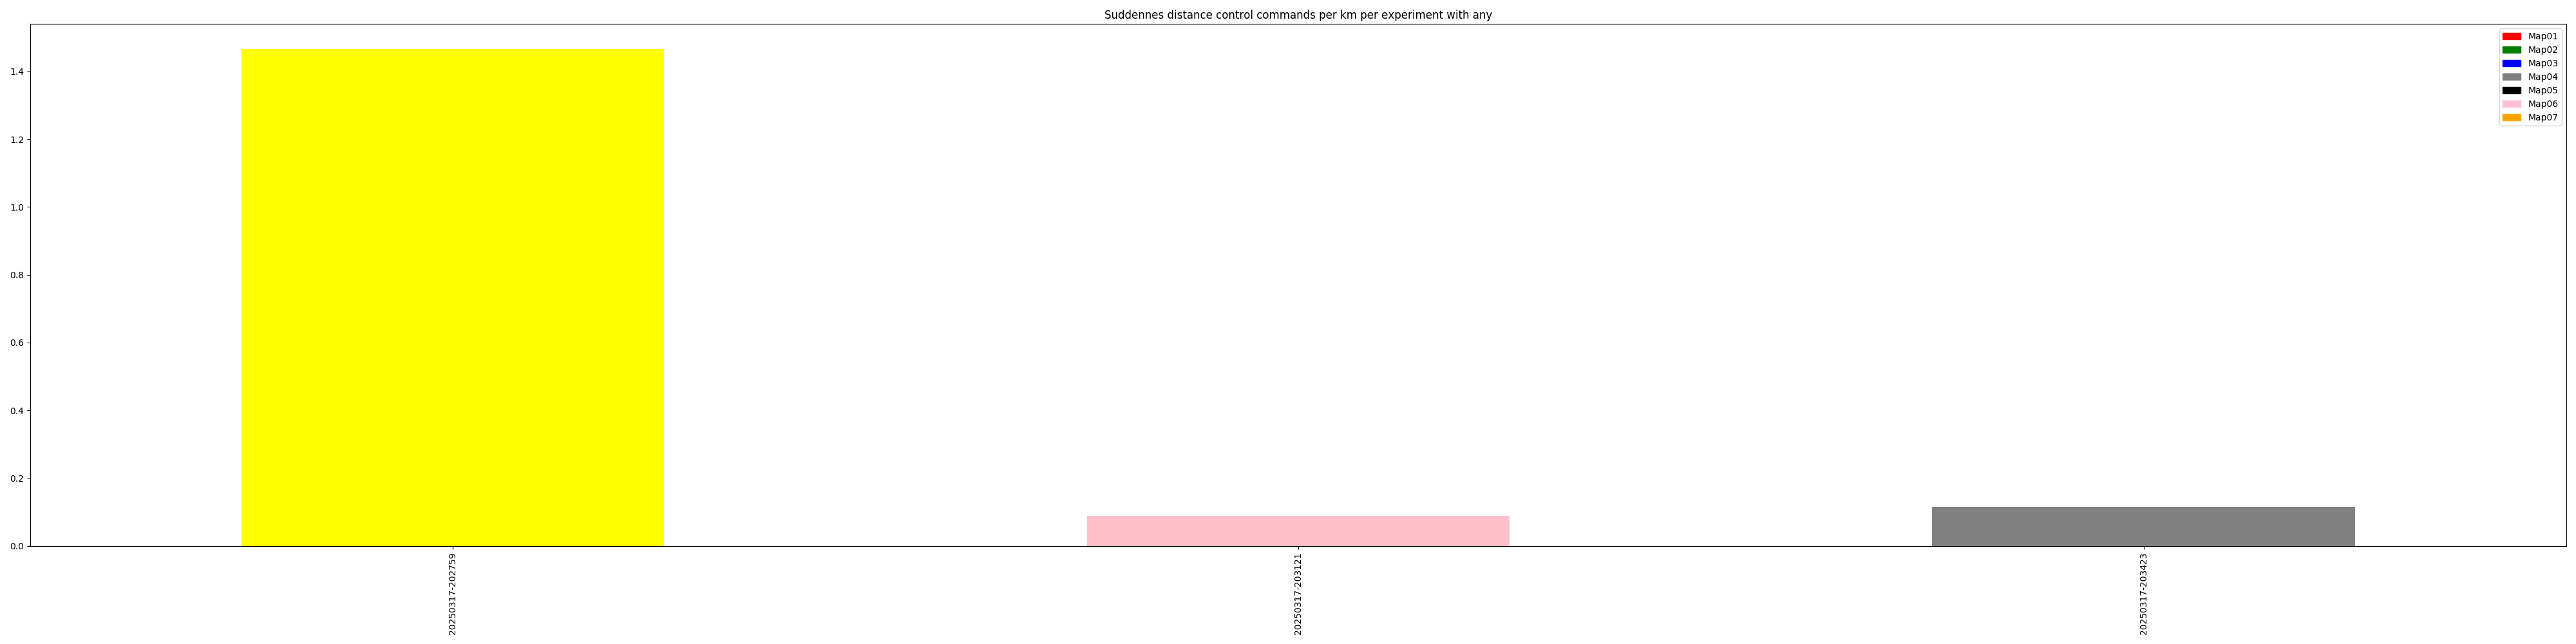 Suddennes distance control commands per km per experiment with any
Map01
Map02
Map03
Map04
Map05
Map06
Map07
1.4
1.2
1.0
0.8
0.6
0.4
0.2
0.0
20250317-202759
20250317-203121
20250317-203423